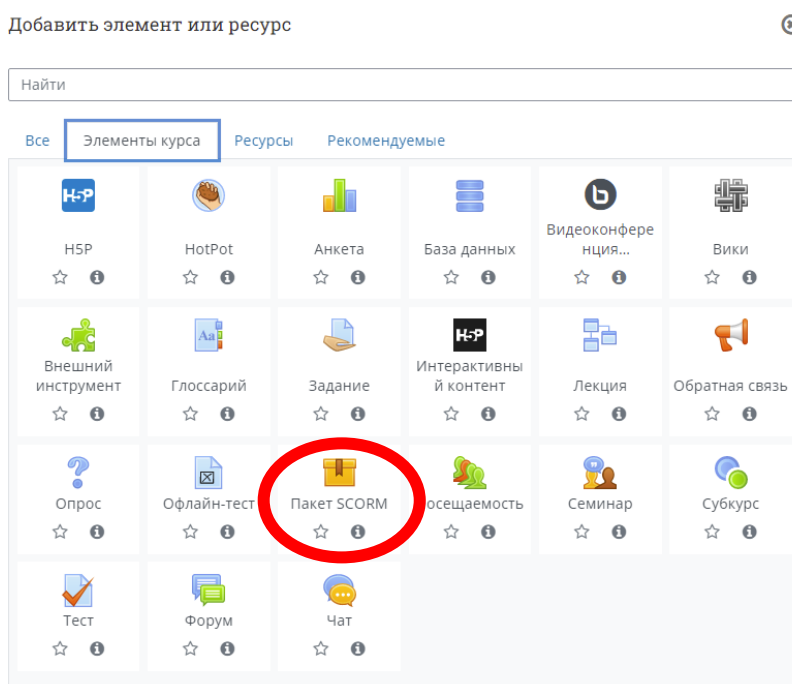 Добавить элемент или ресурс
Найти
Все Элементы курса Ресурсы Рекомендуемые
H5P HotPot Анкета База данных Видеоконфере
нция... Вики
Внешний
инструмент Глоссарий Задание Интерактивны
й контент Лекция Обратная связь
Опрос Офлайн-тест Пакет SCORM осещаемость Семинар Субкурс
Тест Форум Чат